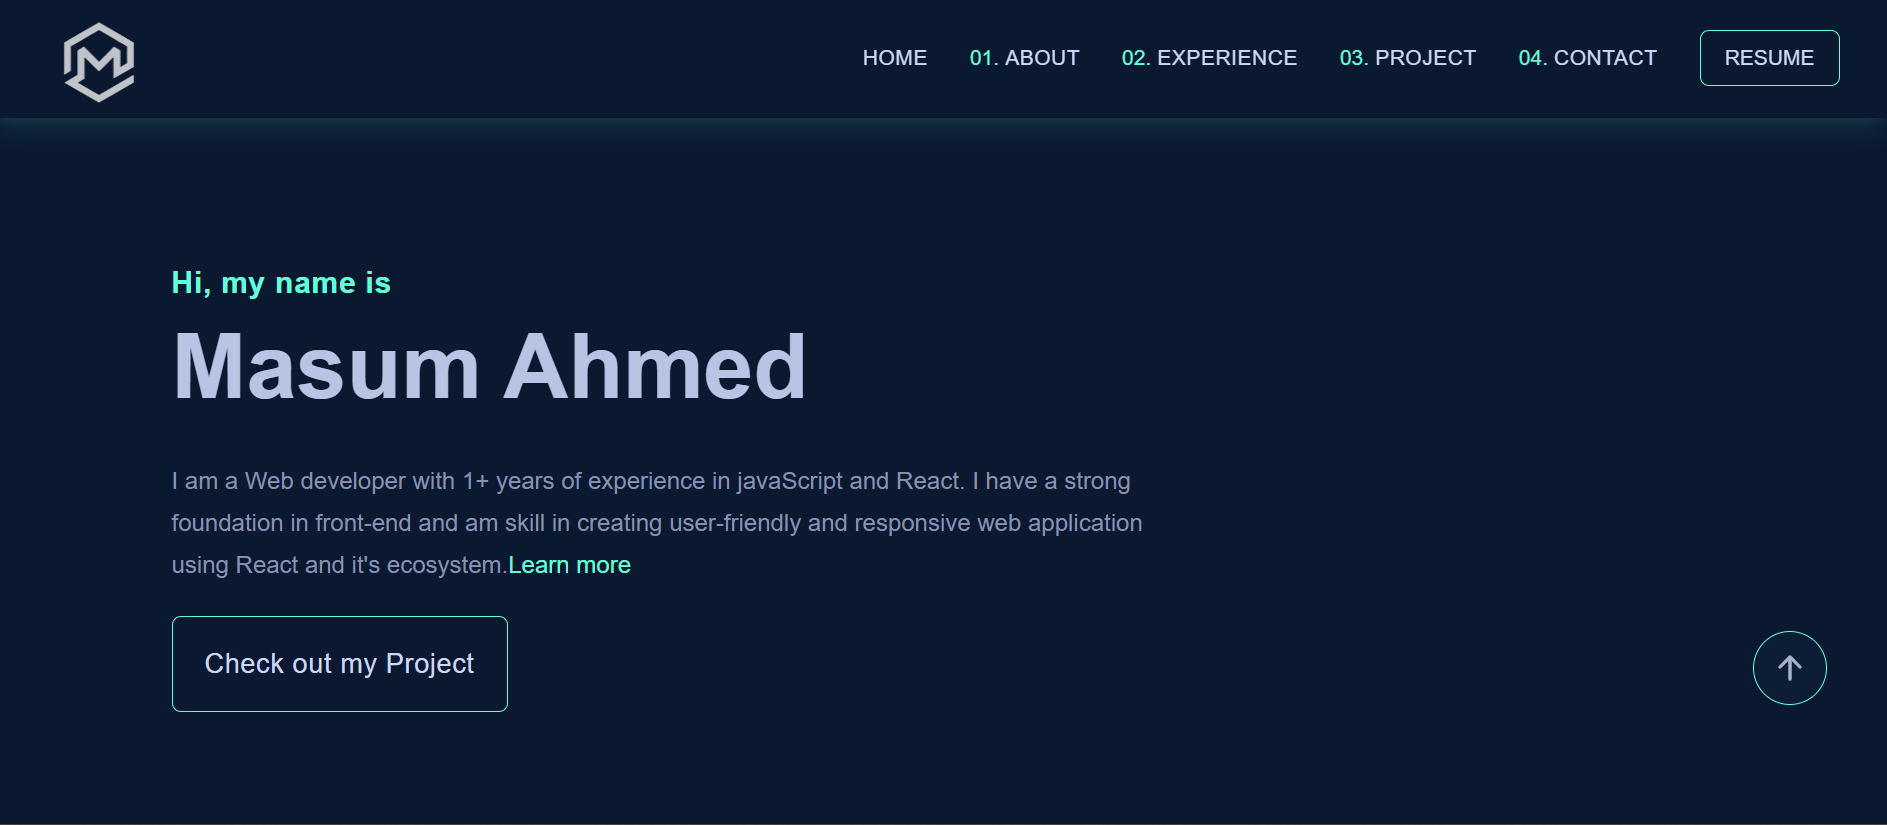 HOME 01. ABOUT 02. EXPERIENCE 03. PROJECT 04. CONTACT RESUME
Hi, my name is
Masum Ahmed
I am a Web developer with 1+ years of experience in javaScript and React. I have a strong
foundation in front-end and am skill in creating user-friendly and responsive web application
using React and it's ecosystem.Learn more
Check out my Project